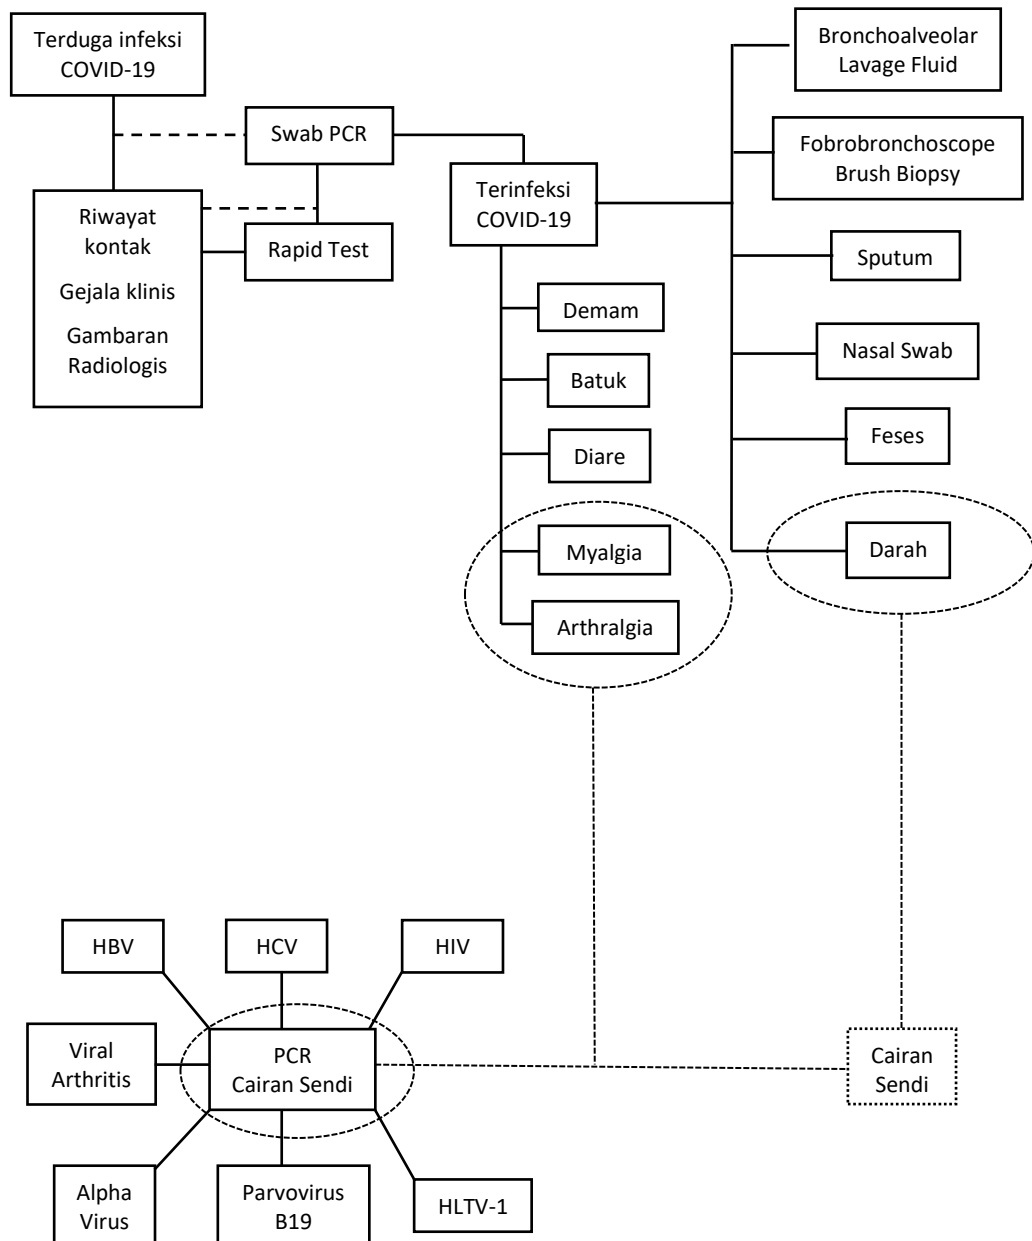 Terduga infeksi
COVID-19
Bronchoalveolar
Lavage Fluid
Swab PCR
Fobrobronchoscope
Brush Biopsy
Terinfeksi
COVID-19
Riwayat
kontak
Gejala klinis
Gambaran
Radiologis
Rapid Test
Sputum
Demam
Nasal Swab
Batuk
Feses
Diare
Darah
Myalgia
Arthralgia
HBV
HCV
HIV
Viral
Arthritis
PCR
Cairan Sendi
Cairan
Sendi
Alpha
Virus
Parvovirus
B19
HLTV-1